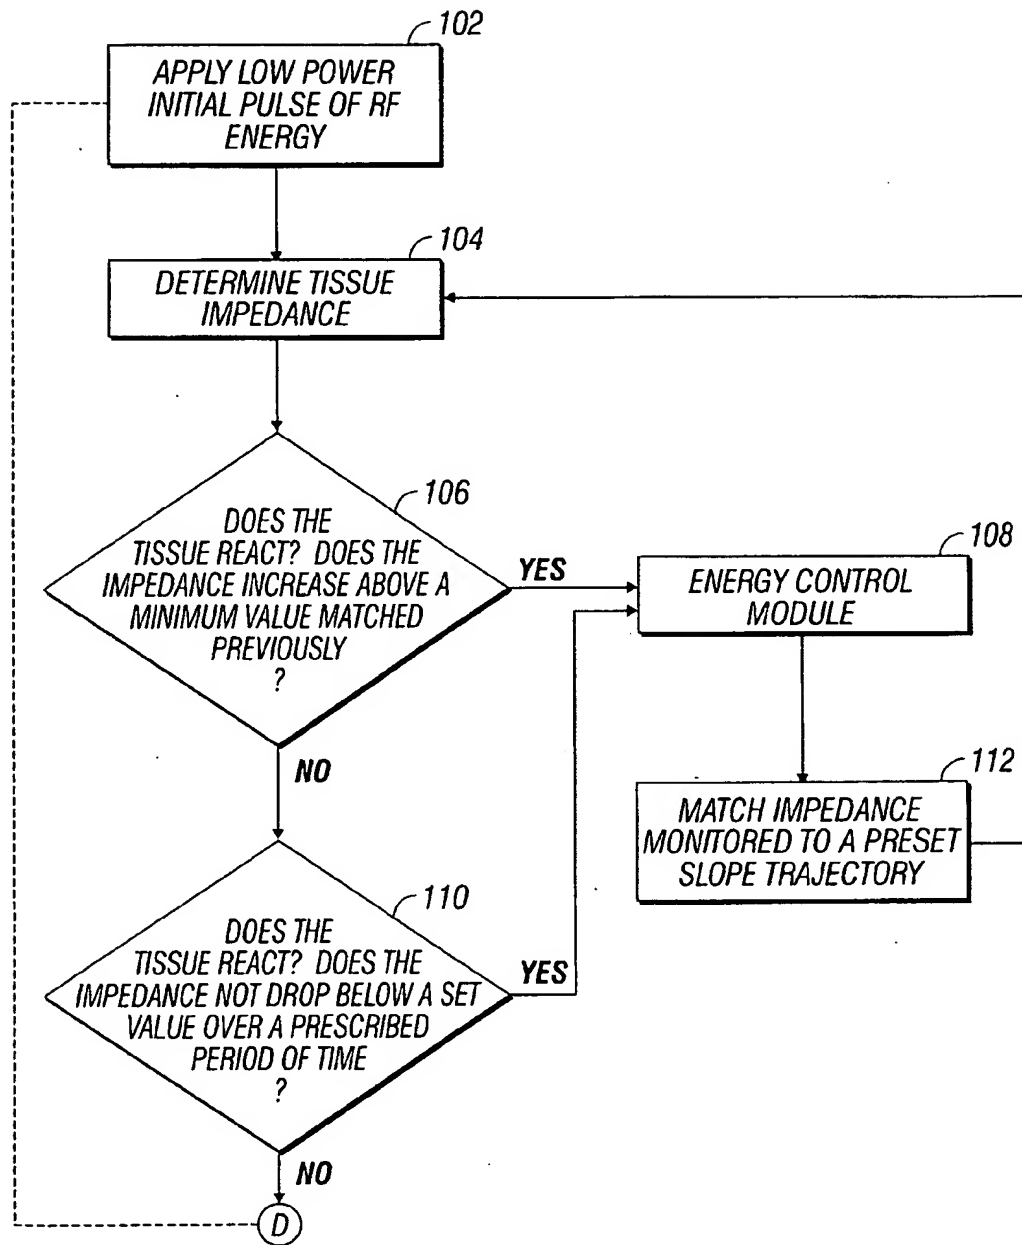 102
APPLY LOW POWER
INITIAL PULSE OF RF
ENERGY
104
DETERMINE TISSUE
IMPEDANCE
106
DOES THE
TISSUE REACT? DOES THE
IMPEDANCE INCREASE ABOVE A
MINIMUM VALUE MATCHED
PREVIOUSLY
?
YES
108
ENERGY CONTROL
MODULE
NO
112
MATCH IMPEDANCE
MONITORED TO A PRESET
SLOPE TRAJECTORY
110
DOES THE
TISSUE REACT? DOES THE
IMPEDANCE NOT DROP BELOW A SET
VALUE OVER A PRESCRIBED
PERIOD OF TIME
?
YES
NO
D